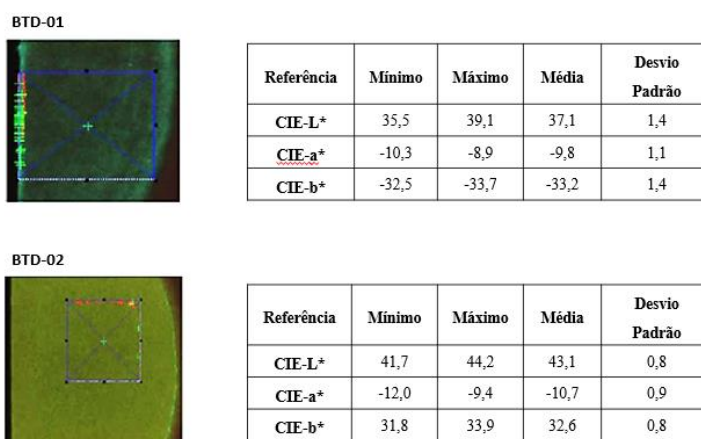 BTD-01
Referência Mínimo Máximo Média Desvio Padrão
CIE-L* 35,5 39,1 37,1 1,4
CIE-a* -10,3 -8,9 -9,8 1,1
CIE-b* -32,5 -33,7 -33,2 1,4
BTD-02
Referência Mínimo Máximo Média Desvio Padrão
CIE-L* 41,7 44,2 43,1 0,8
CIE-a* -12,0 -9,4 -10,7 0,9
CIE-b* 31,8 33,9 32,6 0,8